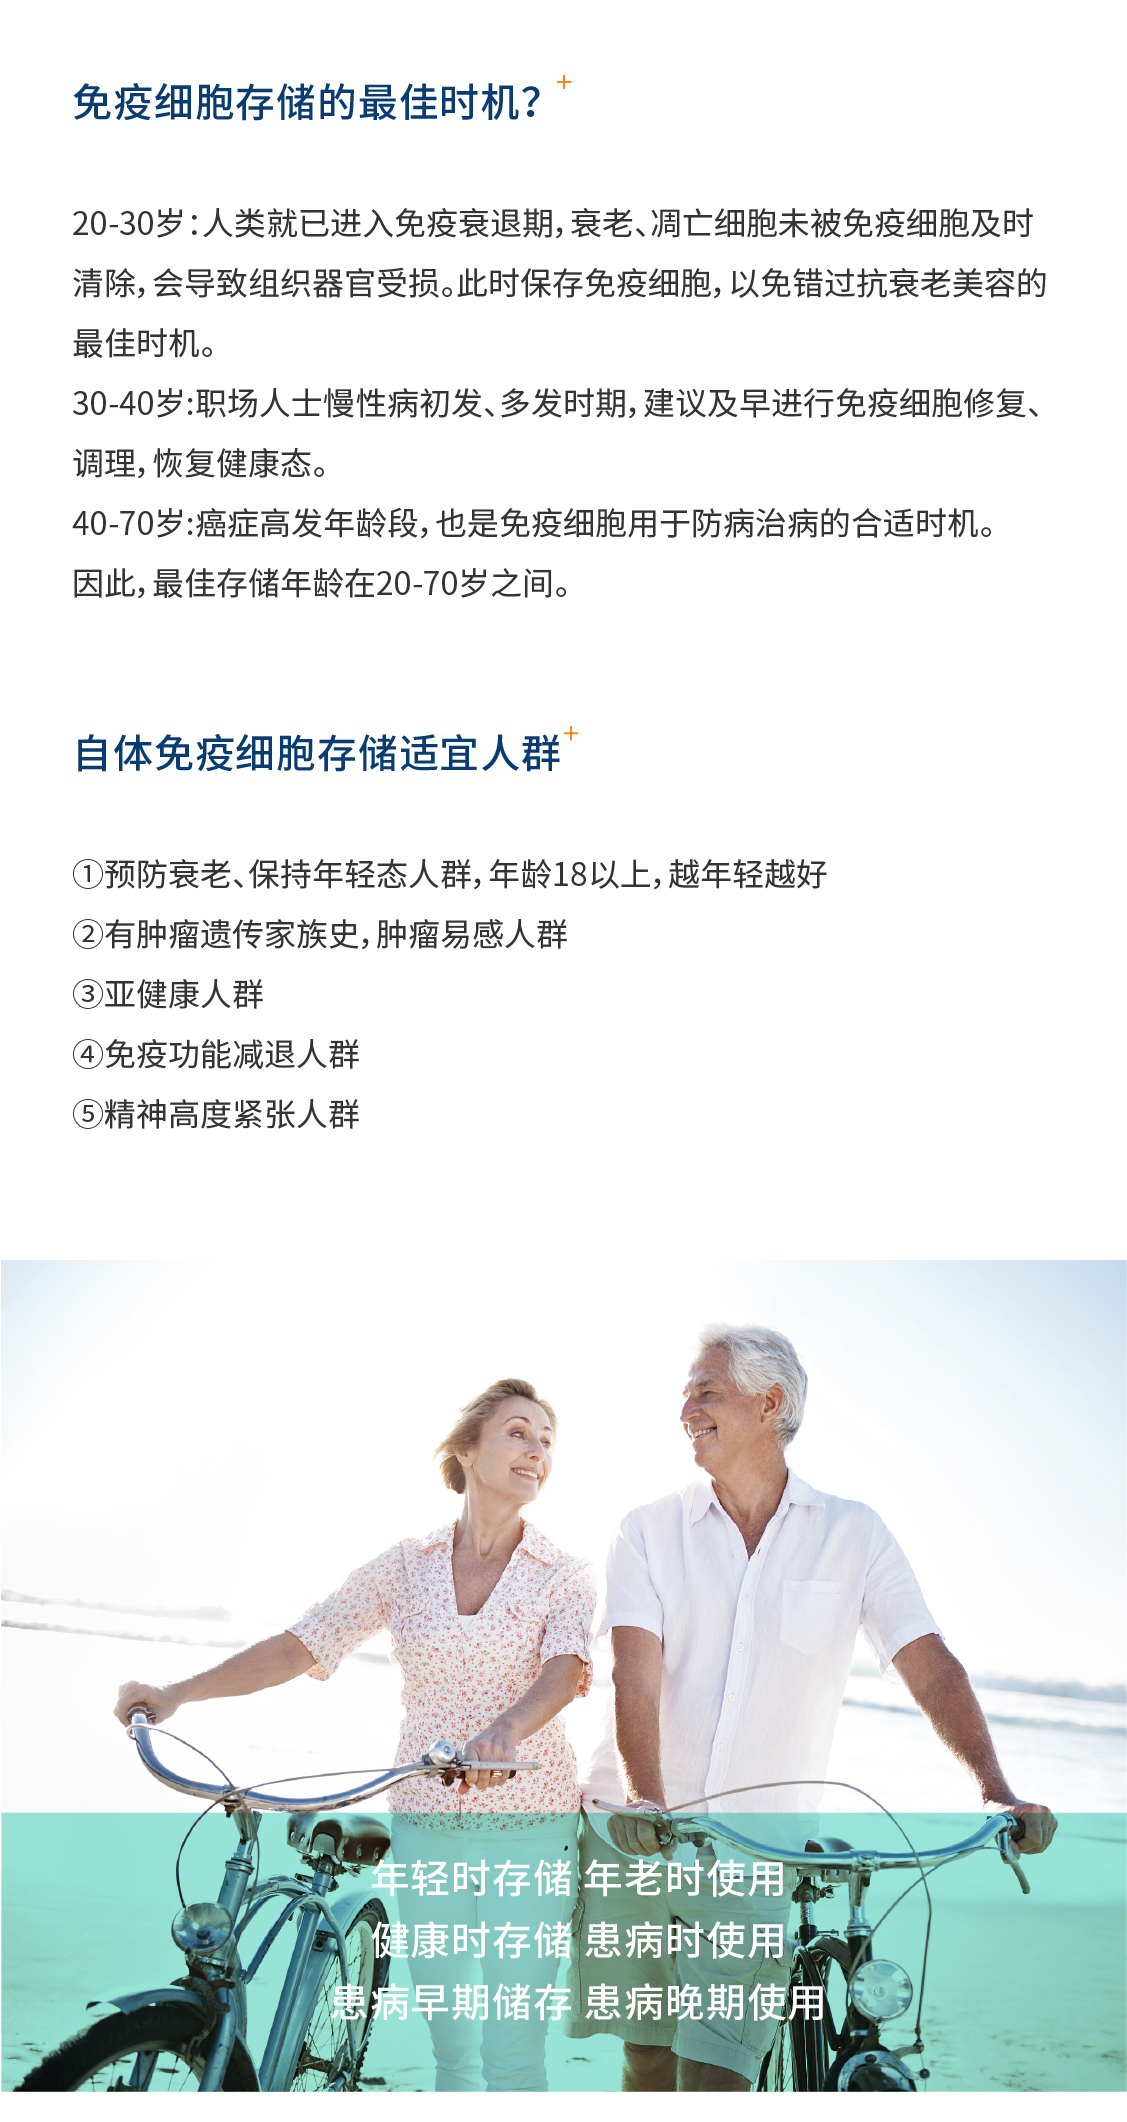 免疫细胞存储的最佳时机？
20-30岁：人类就已进入免疫衰退期，衰老、凋亡细胞未被免疫细胞及时
清除，会导致组织器官受损。此时保存免疫细胞，以免错过抗衰老美容的
最佳时机。
30-40岁:职场人士慢性病初发、多发时期，建议及早进行免疫细胞修复、
调理，恢复健康态。
40-70岁:癌症高发年龄段，也是免疫细胞用于防病治病的合适时机。
因此，最佳存储年龄在20-70岁之间。
自体免疫细胞存储适宜人群
①预防衰老、保持年轻态人群，年龄18以上，越年轻越好
②有肿瘤遗传家族史，肿瘤易感人群
③亚健康人群
④免疫功能减退人群
⑤精神高度紧张人群
年轻时存储 年老时使用
健康时存储 患病时使用
患病早期储存 患病晚期使用